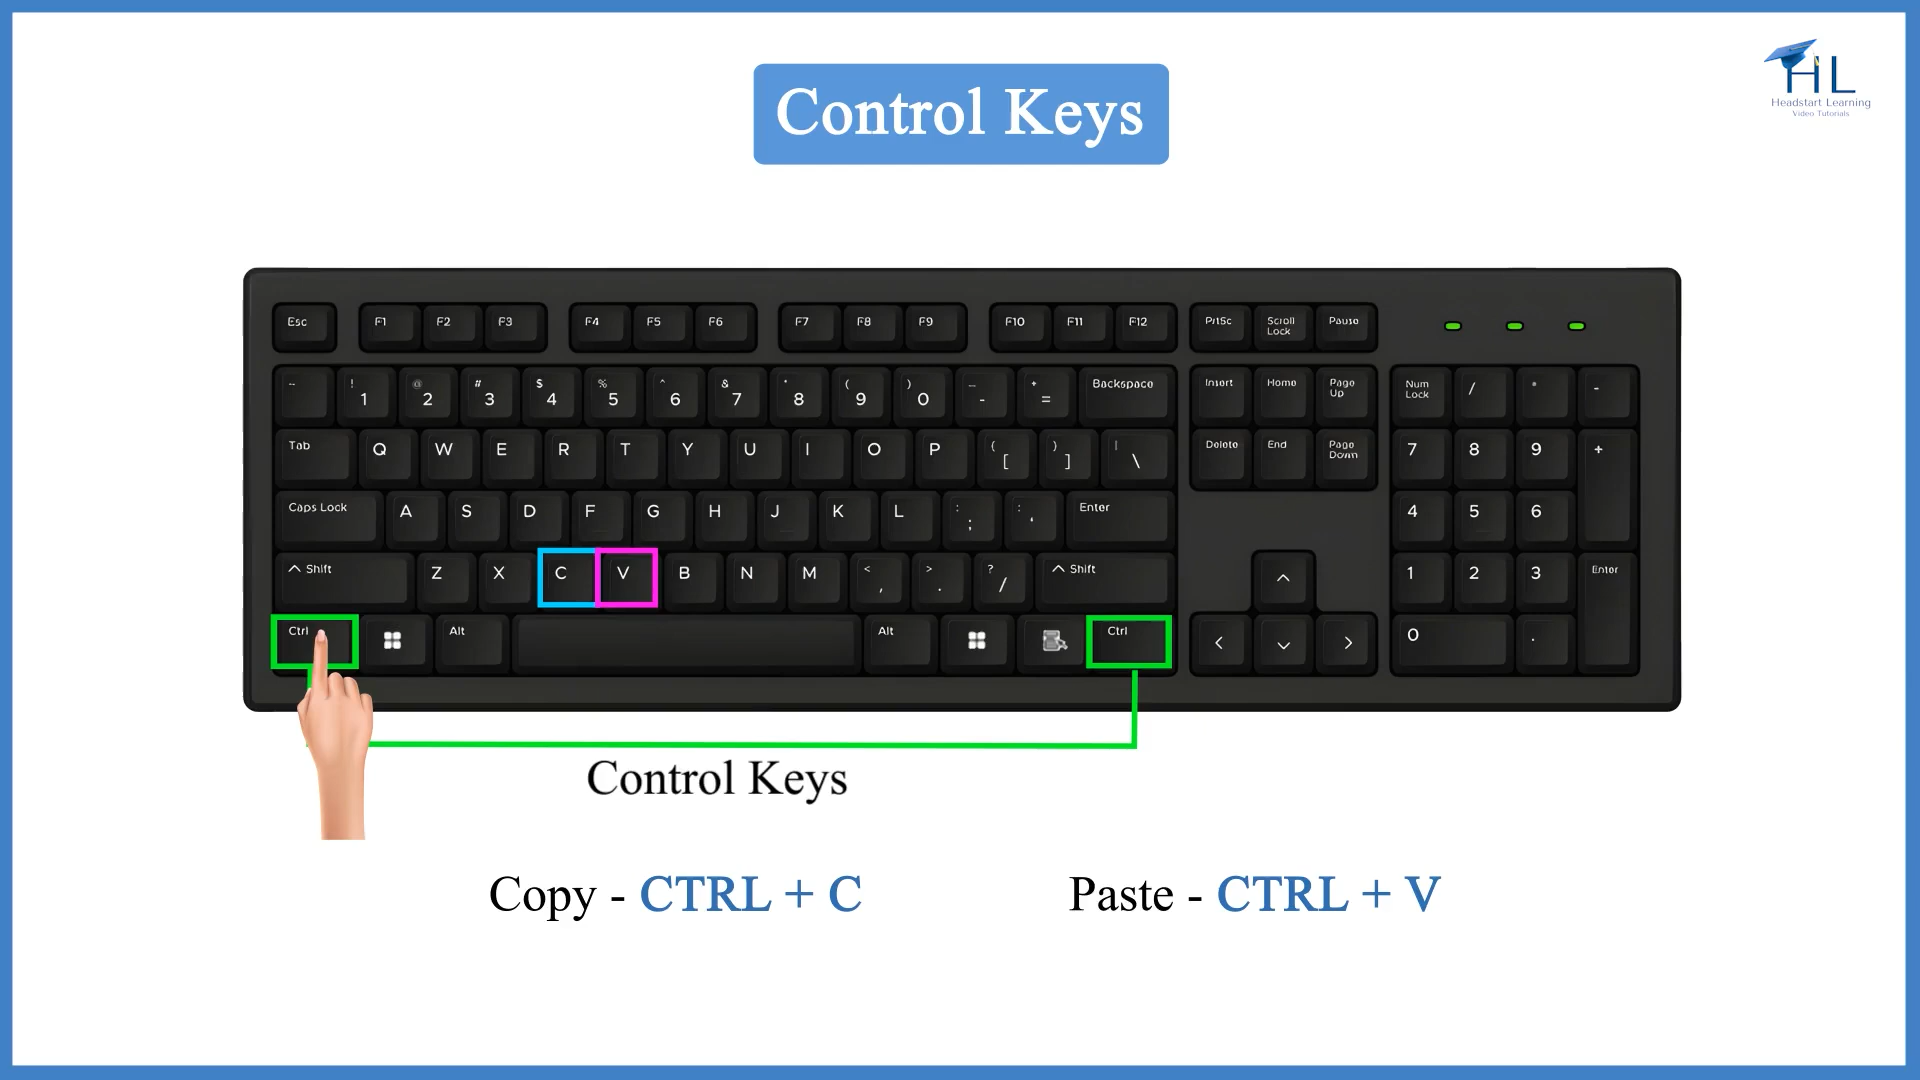 Control Keys
HL
Headstart Learning
Video Tutorials
Esc F1 F2 F3 F4 F5 F6 F7 F8 F9 F10 F11 F12 PrtSc Scroll Lock Pause
~ ! 1 @ 2 # 3 $ 4 % 5 ^ 6 & 7 * 8 ( 9 ) 0 _ - + = Backspace Insert Home Page Up Num Lock / * -
Tab Q W E R T Y U I O P ( [ ) ] | \ Delete End Page Down 7 8 9 +
Caps Lock A S D F G H J K L : ; : ' Enter 4 5 6
^ Shift Z X C V B N M < , > . ? / ^ Shift 1 2 3 Enter
Ctrl Alt Alt Ctrl 0 .
Control Keys
Copy - CTRL + C Paste - CTRL + V